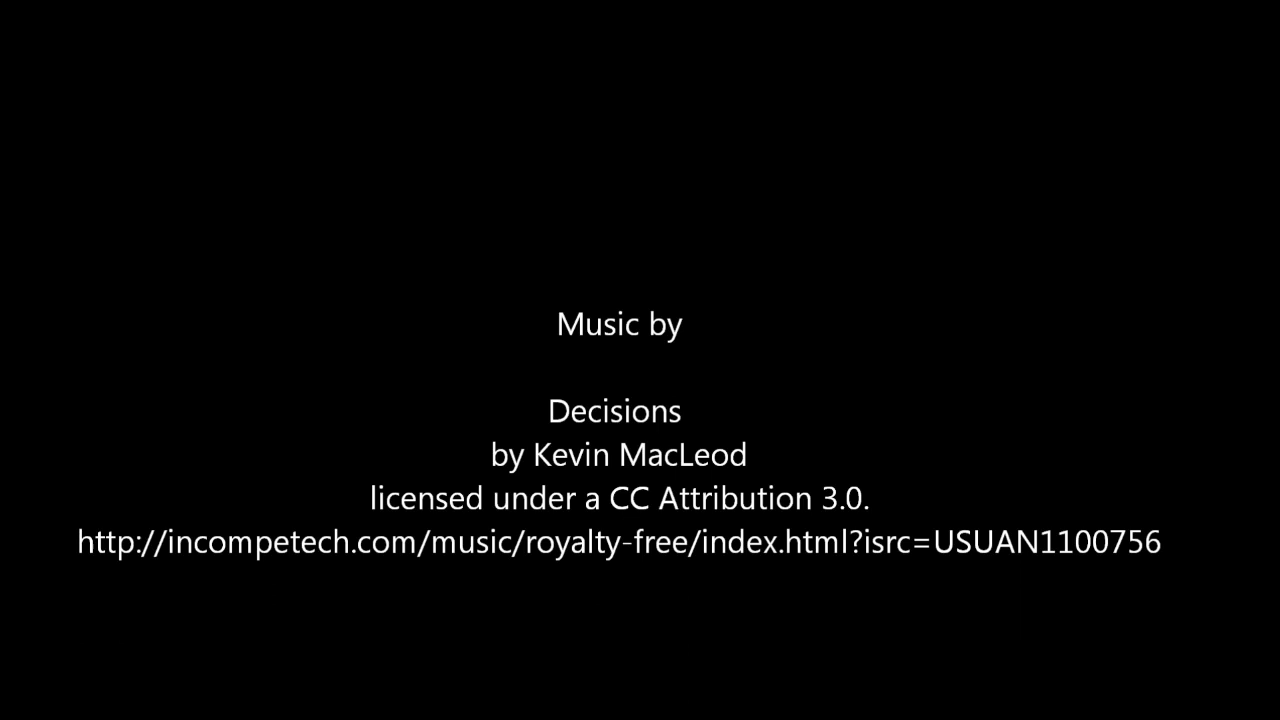 Music by
Decisions
by Kevin MacLeod
licensed under a CC Attribution 3.0.
http://incompetech.com/music/royalty-free/index.html?isrc=USUAN1100756